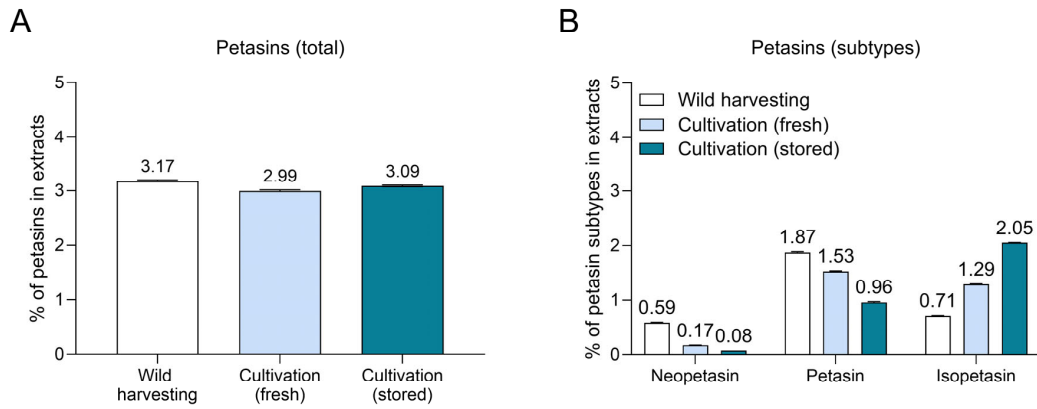 A
Petasins (total)
% of petasins in extracts
5
4
3
2
1
0
3.17
2.99
3.09
Wild
harvesting
Cultivation
(fresh)
Cultivation
(stored)
B
Petasins (subtypes)
% of petasin subtypes in extracts
5
4
3
2
1
0
Wild harvesting
Cultivation (fresh)
Cultivation (stored)
0.59
0.17
0.08
1.87
1.53
0.96
0.71
1.29
2.05
Neopetasin
Petasin
Isopetasin